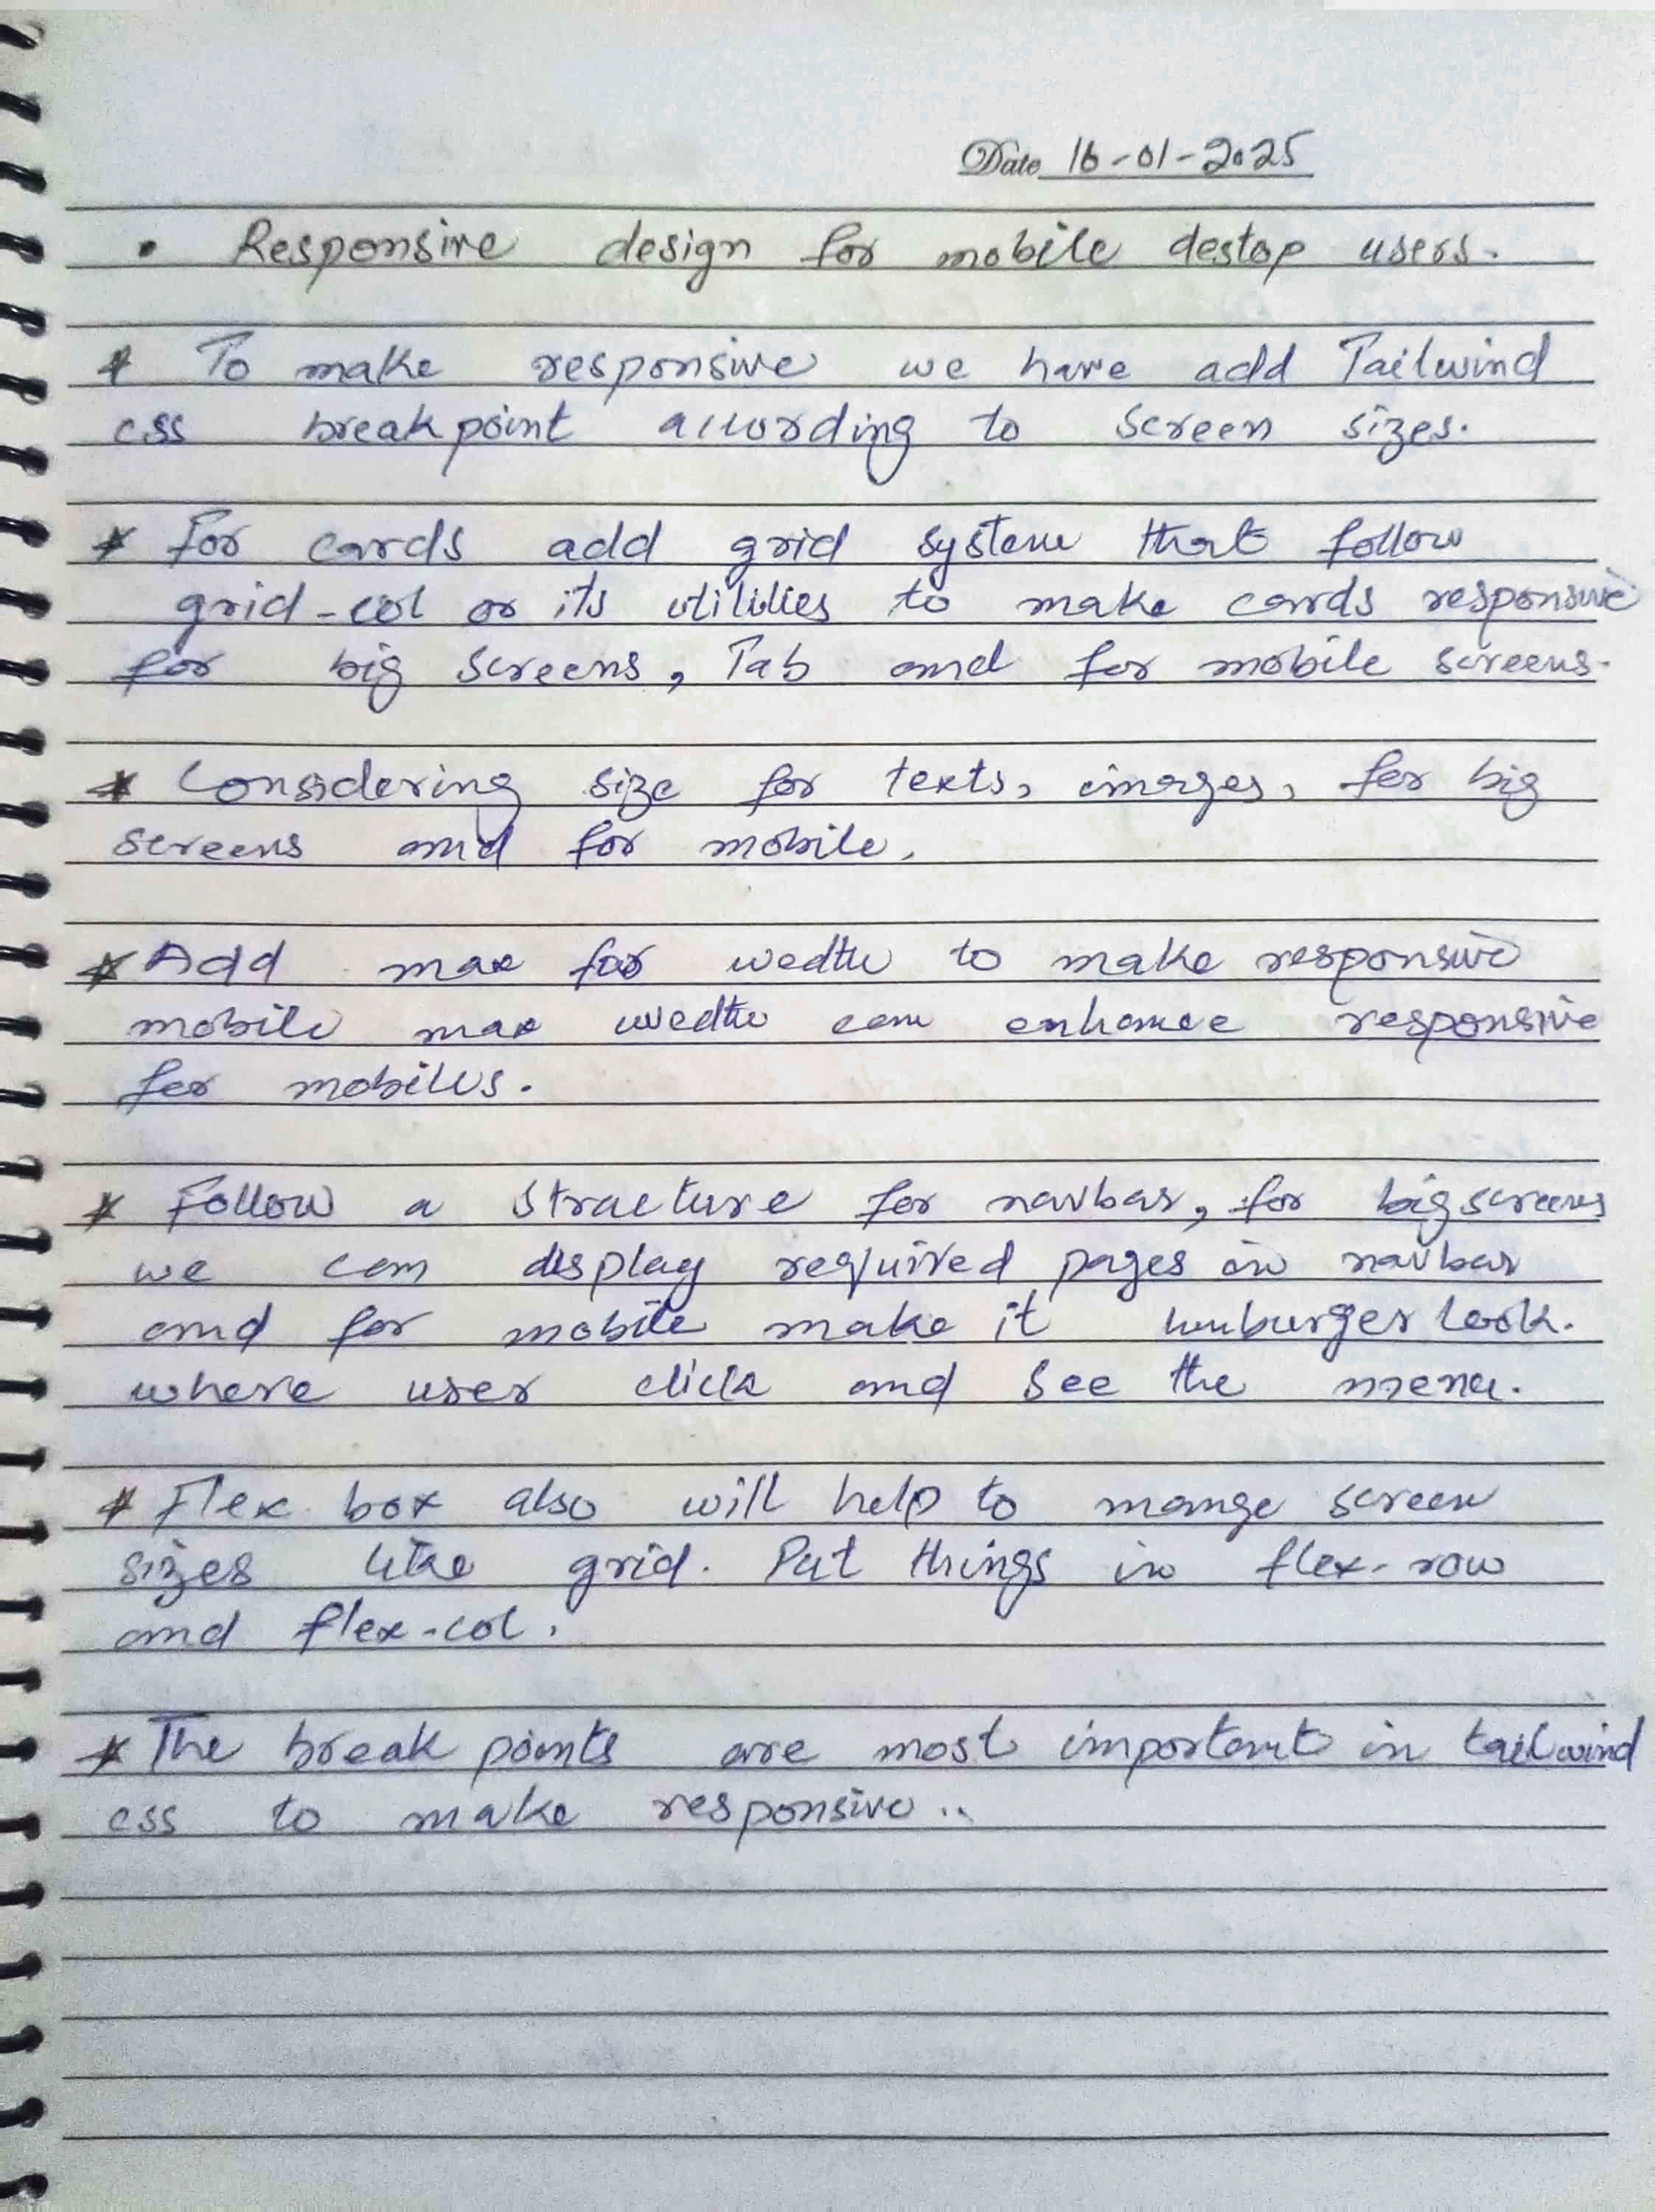 Date 16-01-2025
• Responsive design for mobile destop users.
* To make responsive we have add Tailwind
css breakpoint according to screen sizes.
* For cards add grid system that follow
grid-col or its utilities to make cards responsive
for big screens, Tab and for mobile screens.
* Considering size for texts, images, for big
screens and for mobile.
* Add max for wedth to make responsive
mobile max wedth can enhance responsive
for mobiles.
* Follow a structure for navbar, for big screens
we can display required pages on navbar
and for mobile make it humburger look.
where user click and see the menu.
* Flex box also will help to mange screen
sizes like grid. Put things in flex-row
and flex-col.
* The break points are most important in tailwind
css to make responsive..